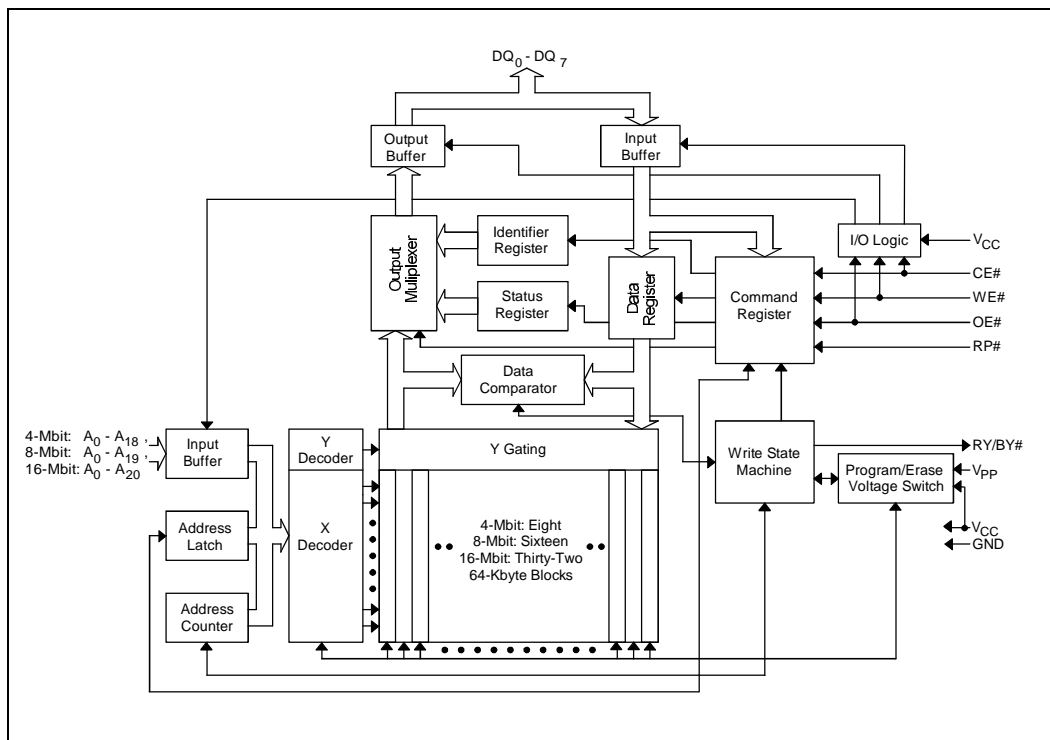 DQ0 - DQ7
Output
Buffer
Input
Buffer
Output
Muliplexer
Identifier
Register
Status
Register
Data
Register
Command
Register
I/O Logic
VCC
CE#
WE#
OE#
RP#
Data
Comparator
4-Mbit: A0 - A18 ,
8-Mbit: A0 - A19 ,
16-Mbit: A0 - A20
Input
Buffer
Y
Decoder
Y Gating
Write State
Machine
RY/BY#
Program/Erase
Voltage Switch
VPP
VCC
GND
Address
Latch
X
Decoder
4-Mbit: Eight
8-Mbit: Sixteen
16-Mbit: Thirty-Two
64-Kbyte Blocks
Address
Counter